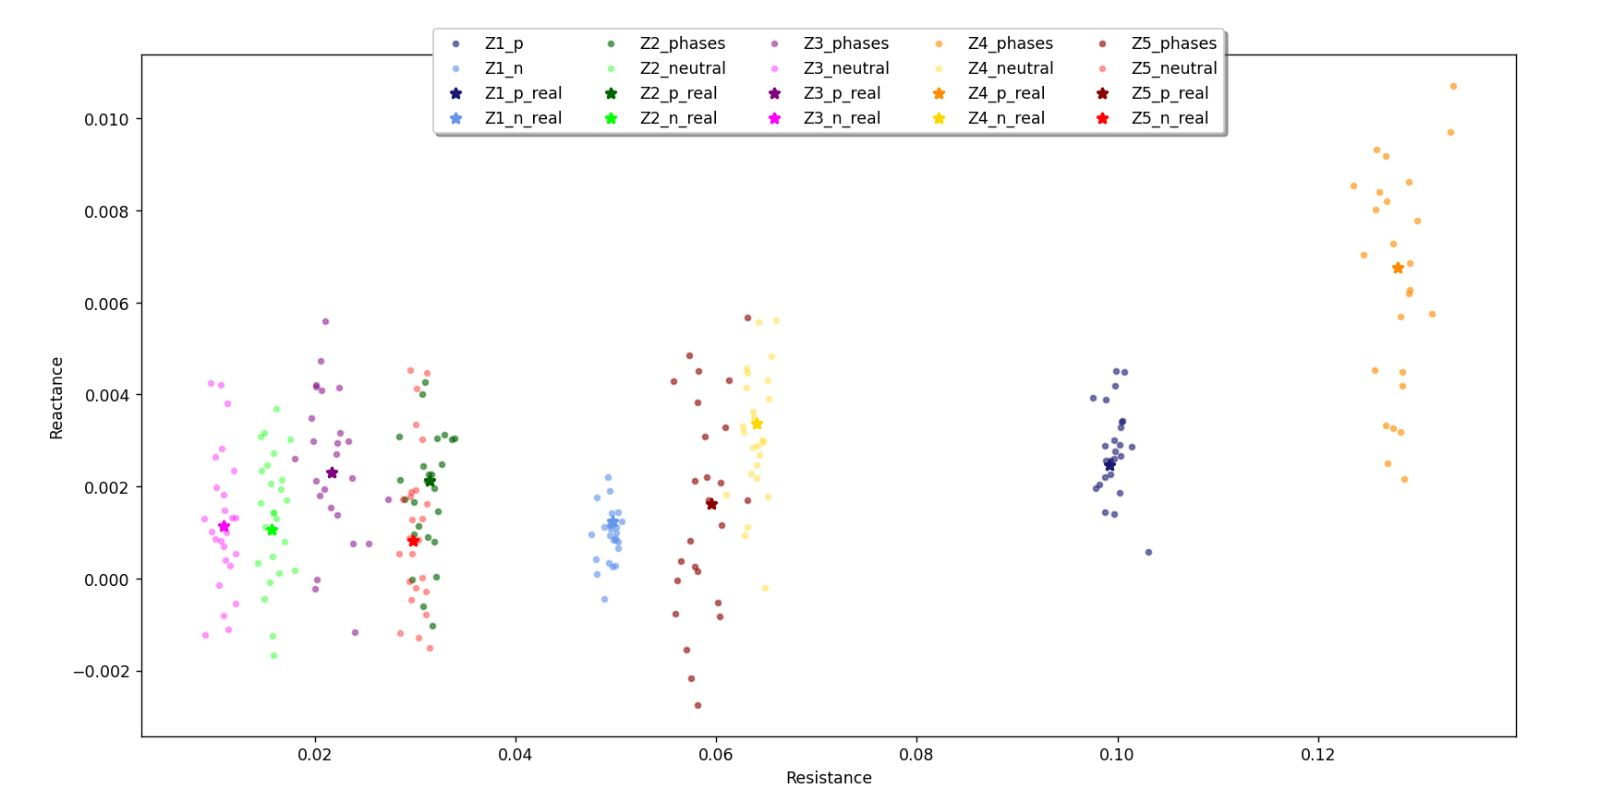 Z1_p Z2_phases Z3_phases Z4_phases Z5_phases
Z1_n Z2_neutral Z3_neutral Z4_neutral Z5_neutral
Z1_p_real Z2_p_real Z3_p_real Z4_p_real Z5_p_real
Z1_n_real Z2_n_real Z3_n_real Z4_n_real Z5_n_real
0.010
0.008
0.006
0.004
0.002
0.000
−0.002
Reactance
0.02 0.04 0.06 0.08 0.10 0.12
Resistance